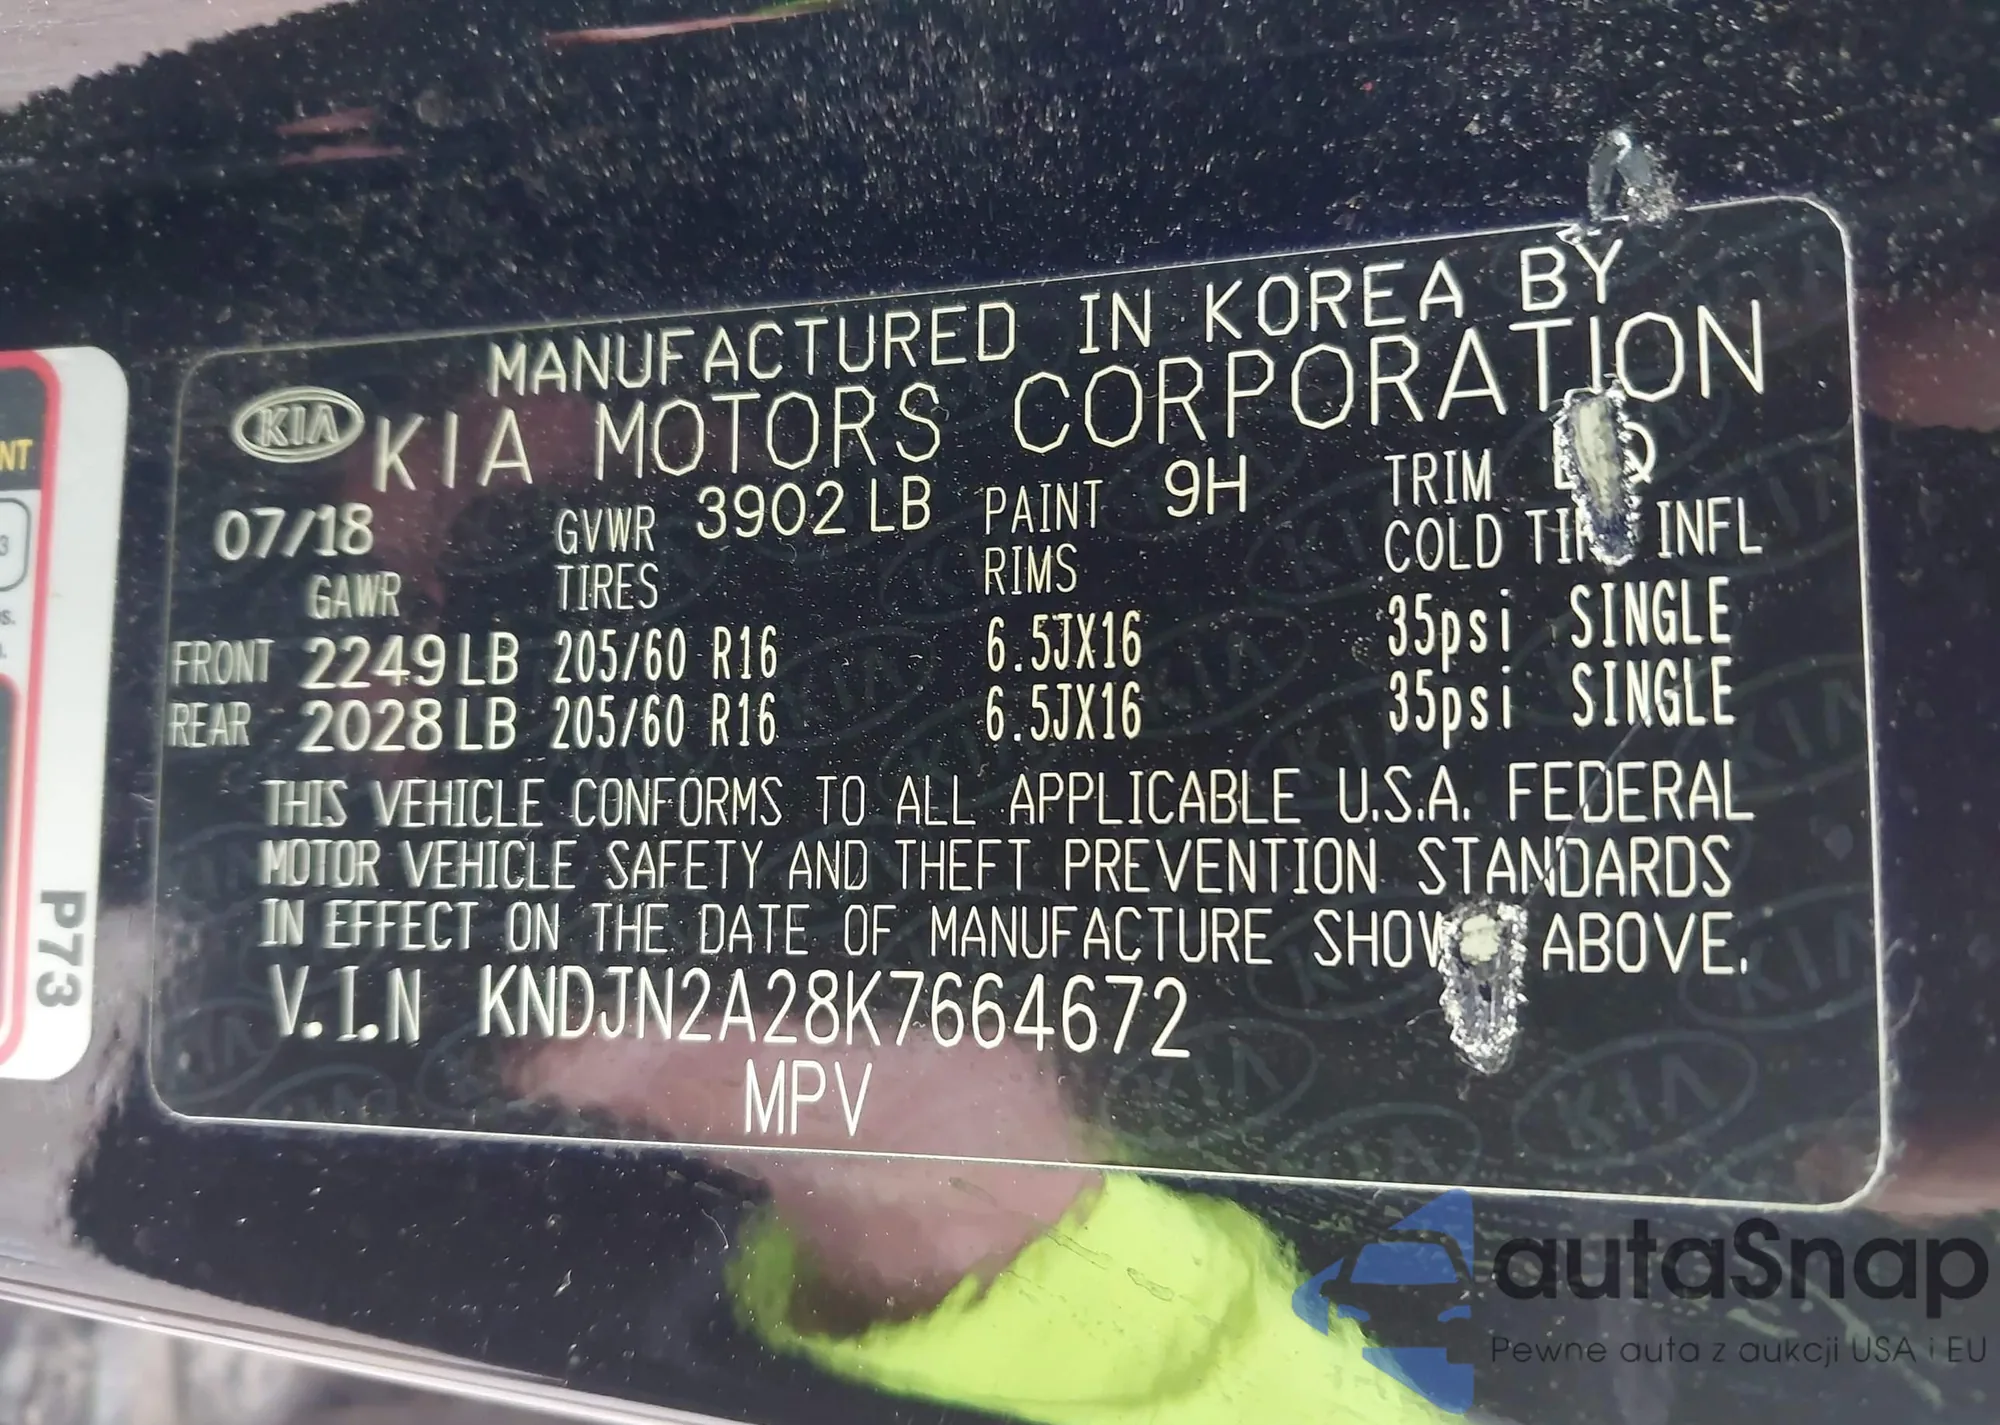 MANUFACTURED IN KOREA BY
KIA KIA MOTORS CORPORATION
07/18 GVWR 3902 LB PAINT 9H TRIM
GAWR TIRES RIMS COLD INFL
FRONT 2249 LB 205/60 R16 6.5JX16 35psi SINGLE
REAR 2028 LB 205/60 R16 6.5JX16 35psi SINGLE
THIS VEHICLE CONFORMS TO ALL APPLICABLE U.S.A. FEDERAL
MOTOR VEHICLE SAFETY AND THEFT PREVENTION STANDARDS
IN EFFECT ON THE DATE OF MANUFACTURE ABOVE.
V.I.N KNDJN2A28K7664672
MPV
P73
autaSnap
Pewne auta z aukcji USA i EU